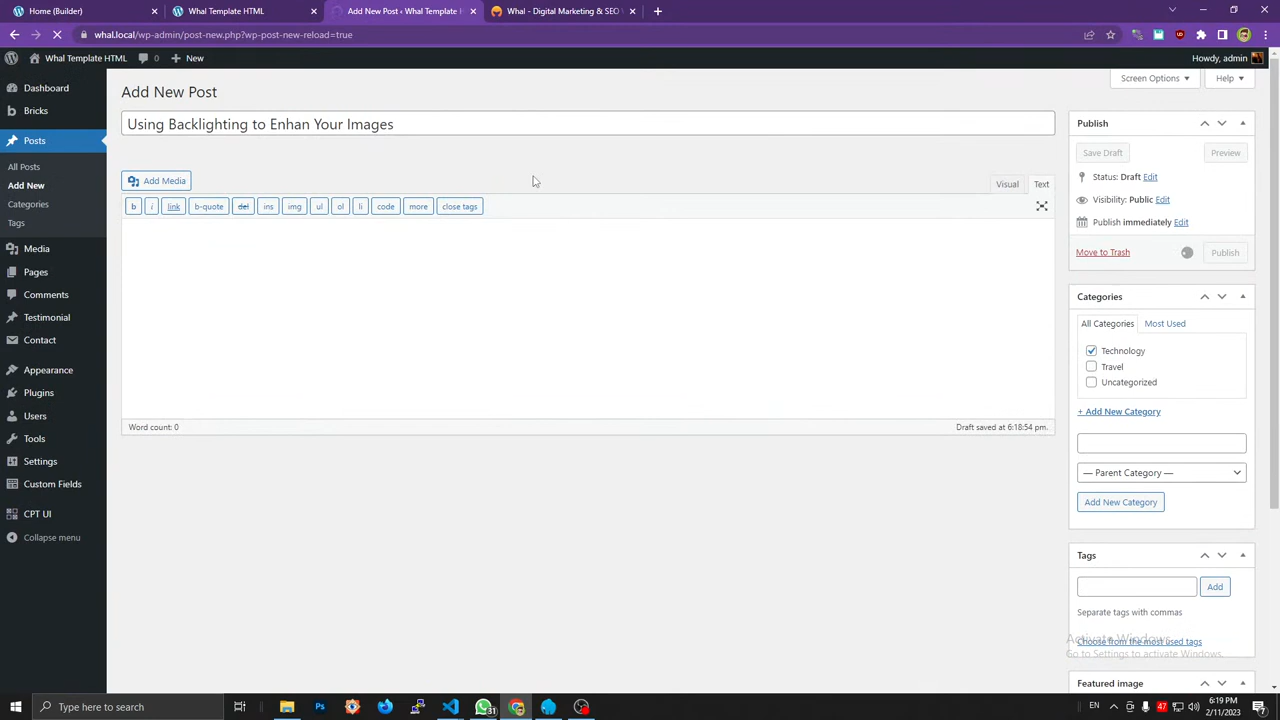 Home (Builder)
Whal Template HTML
Add New Post ‹ What Template H
Whal - Digital Marketing & SEO
whal.local/wp-admin/post-new.php?wp-post-new-reload=true
Whal Template HTML
0
New
Howdy, admin
Screen Options
Help
Dashboard
Bricks
Posts
All Posts
Add New
Categories
Tags
Media
Pages
Comments
Testimonial
Contact
Appearance
Plugins
Users
Tools
Settings
Custom Fields
CPT UI
Collapse menu
Add New Post
Using Backlighting to Enhan Your Images
Add Media
Visual
Text
b
i
link
b-quote
del
ins
img
ul
ol
li
code
more
close tags
Word count: 0
Draft saved at 6:18:54 pm.
Publish
Save Draft
Preview
Status: Draft Edit
Visibility: Public Edit
Publish immediately Edit
Move to Trash
Publish
Categories
All Categories
Most Used
Technology
Travel
Uncategorized
+ Add New Category
— Parent Category —
Add New Category
Tags
Add
Separate tags with commas
Choose from the most used tags
Activate Windows
Go to Settings to activate Windows.
Featured image
Type here to search
31
EN
47
6:19 PM
2/11/2023